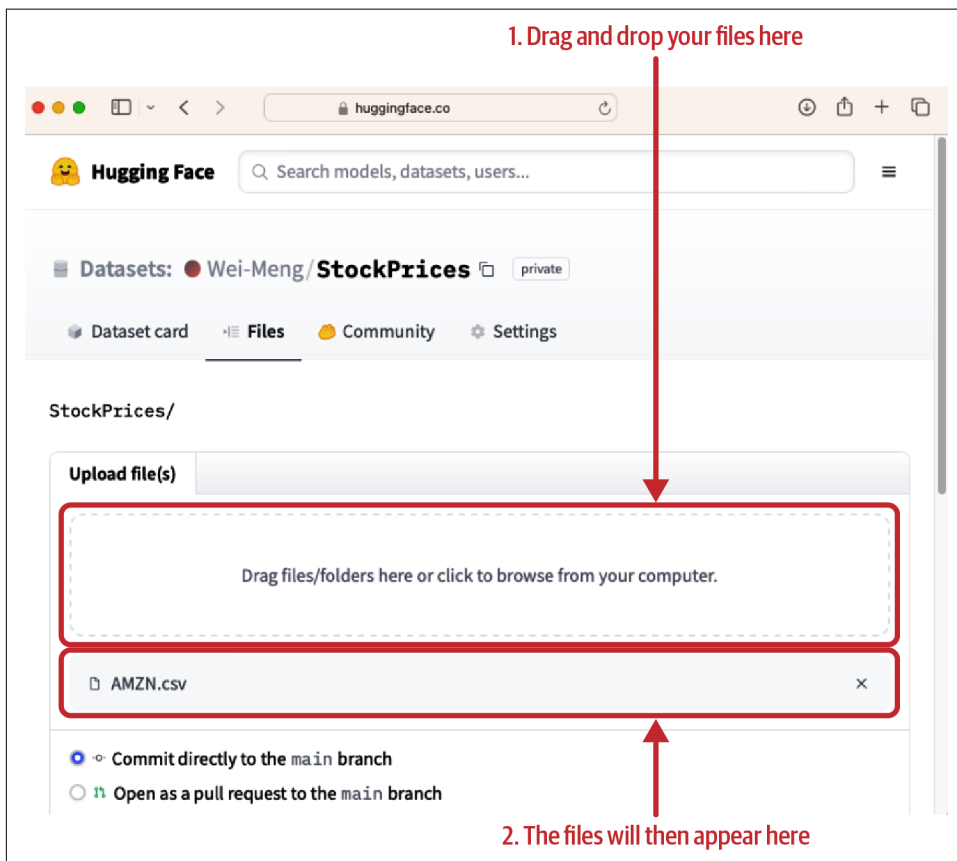 1. Drag and drop your files here
huggingface.co
Hugging Face
Search models, datasets, users...
Datasets: Wei-Meng/StockPrices private
Dataset card Files Community Settings
StockPrices/
Upload file(s)
Drag files/folders here or click to browse from your computer.
AMZN.csv
Commit directly to the main branch
Open as a pull request to the main branch
2. The files will then appear here